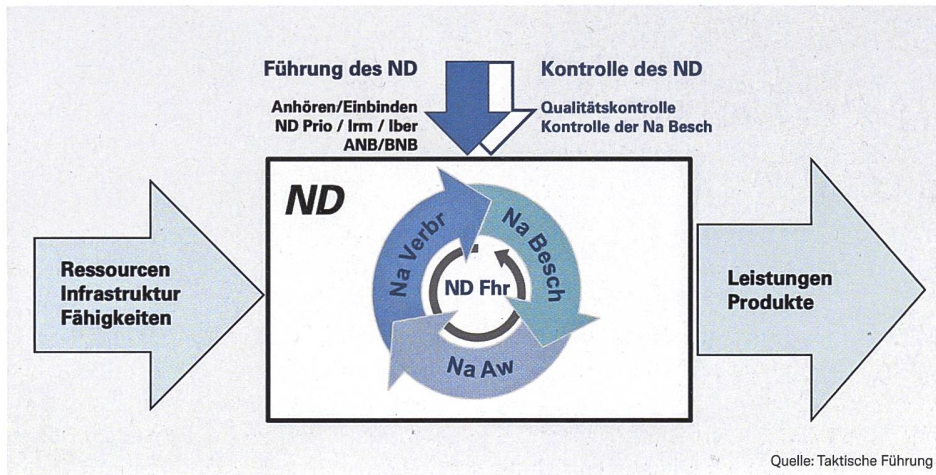 Führung des ND
Anhören/Einbinden
ND Prio / Irm / Iber
ANB/BNB
Kontrolle des ND
Qualitätskontrolle
Kontrolle der Na Besch
ND
Ressourcen
Infrastruktur
Fähigkeiten
Na Verbr
Na Besch
ND Fhr
Na Aw
Leistungen
Produkte
Quelle: Taktische Führung